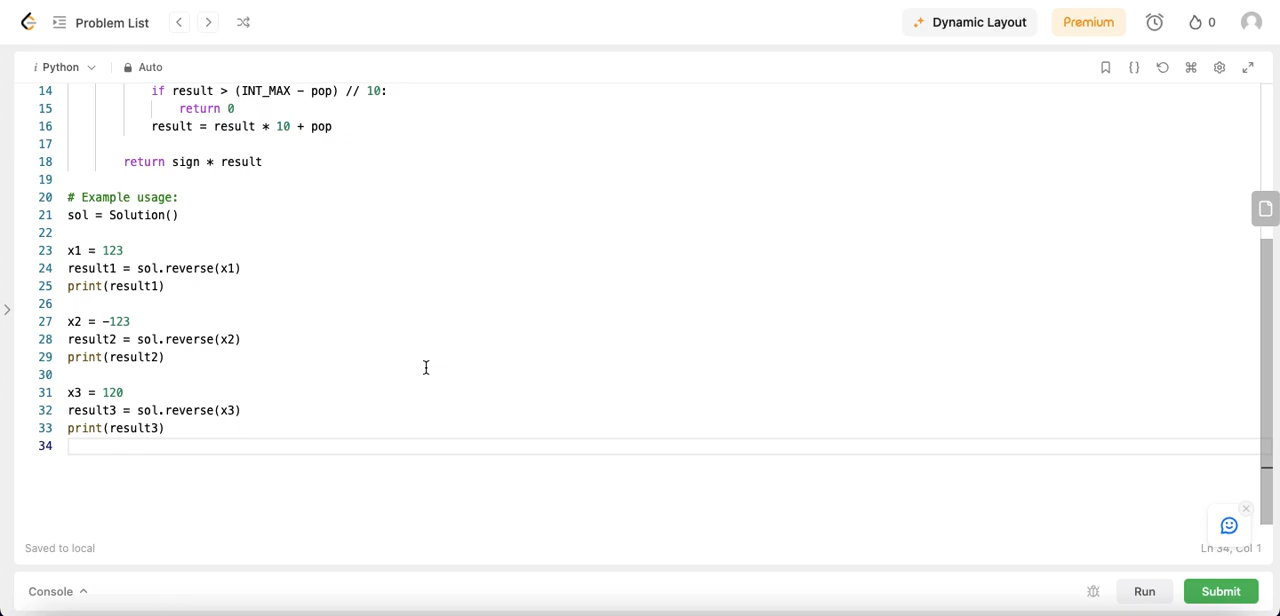 Problem List
Dynamic Layout
Premium
0
i Python
Auto
{}
14 if result > (INT_MAX - pop) // 10:
15 return 0
16 result = result * 10 + pop
17
18 return sign * result
19
20 # Example usage:
21 sol = Solution()
22
23 x1 = 123
24 result1 = sol.reverse(x1)
25 print(result1)
26
27 x2 = -123
28 result2 = sol.reverse(x2)
29 print(result2)
30
31 x3 = 120
32 result3 = sol.reverse(x3)
33 print(result3)
34
Saved to local
Ln 34, Col 1
Console
Run
Submit